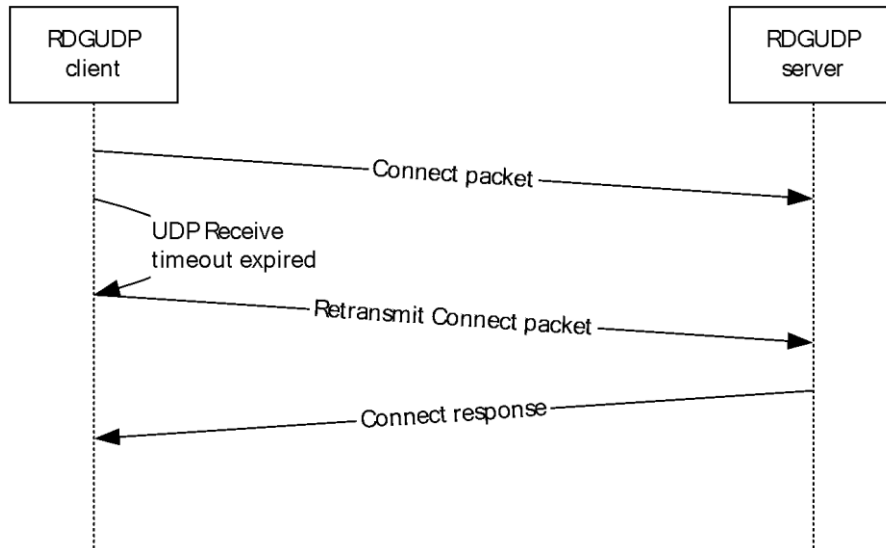 RDGUDP
client
RDGUDP
server
Connect packet
UDP Receive
timeout expired
Retransmit Connect packet
Connect response